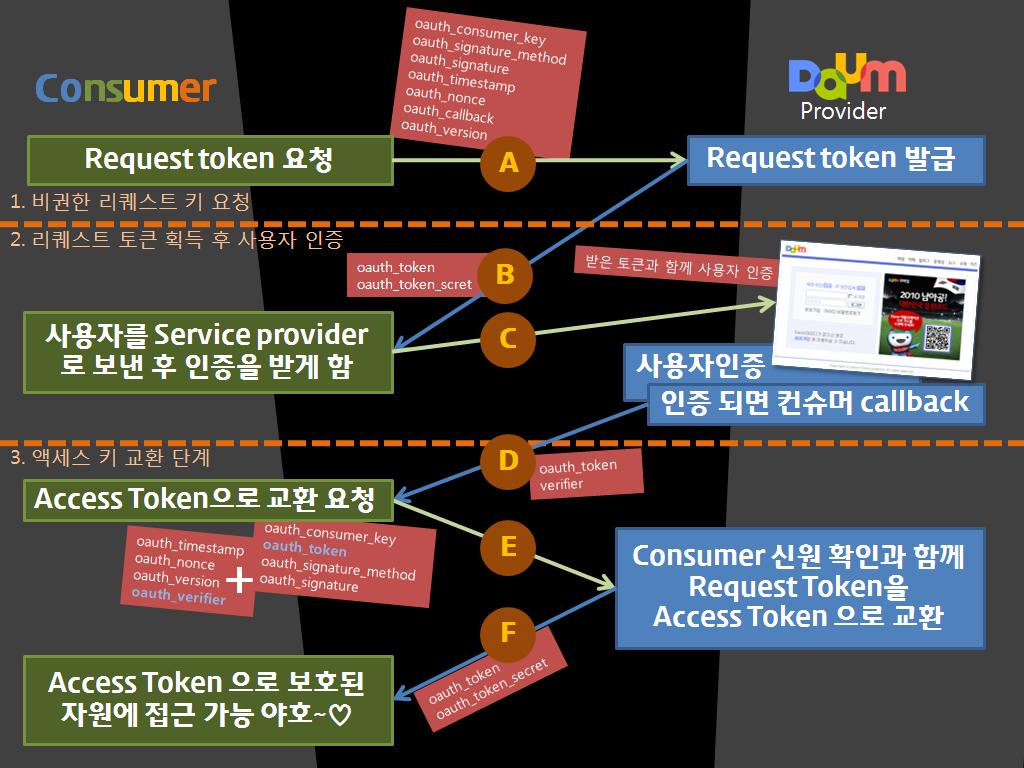 Consumer
oauth_consumer_key
oauth_signature_method
oauth_signature
oauth_timestamp
oauth_nonce
oauth_callback
oauth_version
Daum
Provider
Request token 요청
A
Request token 발급
1. 비권한 리퀘스트 키 요청
2. 리퀘스트 토큰 획득 후 사용자 인증
oauth_token
oauth_token_scret
B
받은 토큰과 함께 사용자 인증
Daum
2010 남아공!
사용자를 Service provider
로 보낸 후 인증을 받게 함
C
사용자인증
인증 되면 컨슈머 callback
3. 액세스 키 교환 단계
D
oauth_token
verifier
Access Token으로 교환 요청
oauth_timestamp
oauth_nonce
oauth_version
oauth_verifier
+
oauth_consumer_key
oauth_token
oauth_signature_method
oauth_signature
E
Consumer 신원 확인과 함께
Request Token을
Access Token 으로 교환
F
oauth_token
oauth_token_secret
Access Token 으로 보호된
자원에 접근 가능 야호~♡